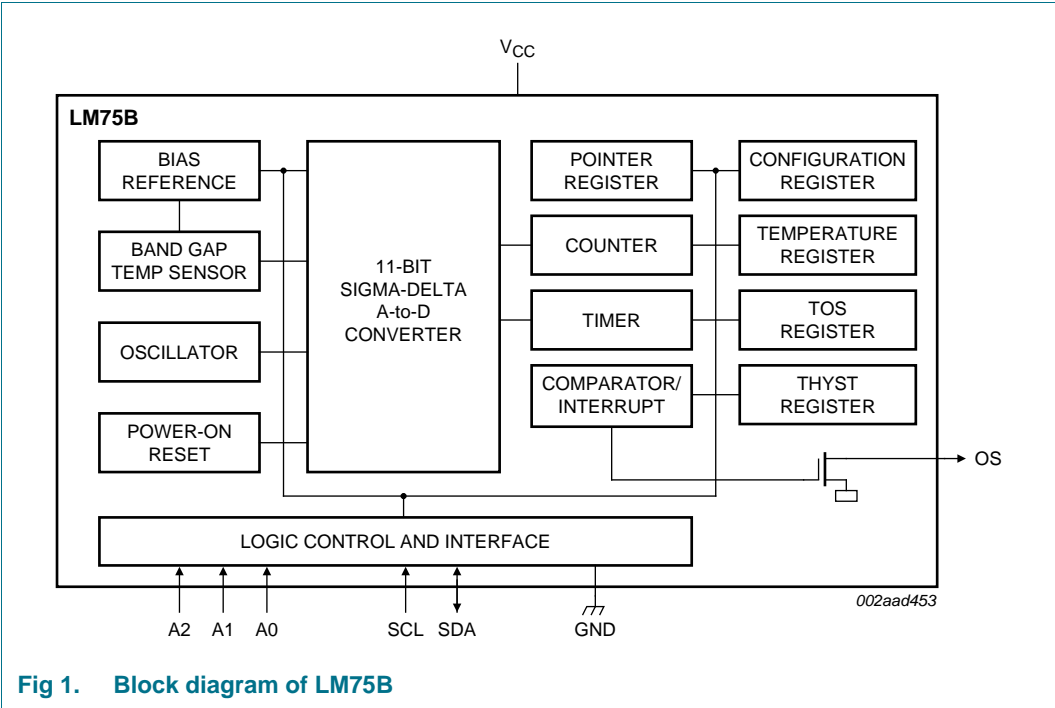 VCC
LM75B
BIAS
REFERENCE
BAND GAP
TEMP SENSOR
OSCILLATOR
POWER-ON
RESET
11-BIT
SIGMA-DELTA
A-to-D
CONVERTER
POINTER
REGISTER
COUNTER
TIMER
COMPARATOR/
INTERRUPT
CONFIGURATION
REGISTER
TEMPERATURE
REGISTER
TOS
REGISTER
THYST
REGISTER
OS
LOGIC CONTROL AND INTERFACE
002aad453
A2 A1 A0 SCL SDA GND
Fig 1. Block diagram of LM75B